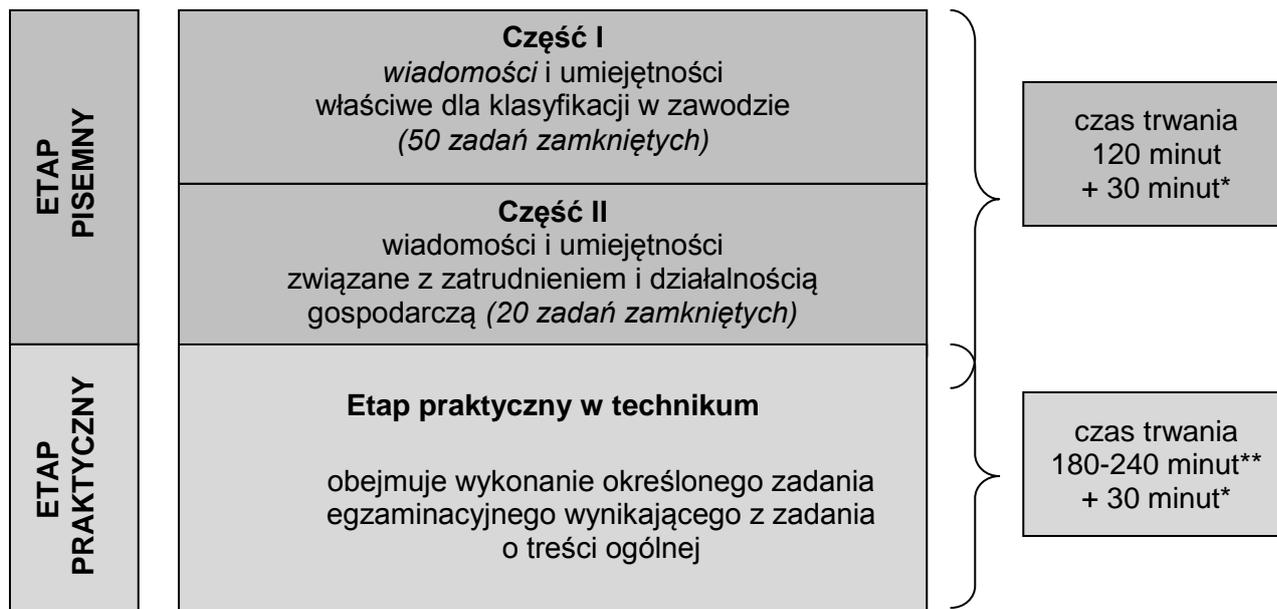 ETAP
PISEMNY
Część I
wiadomości i umiejętności
właściwe dla klasyfikacji w zawodzie
(50 zadań zamkniętych)
czas trwania
120 minut
+ 30 minut*
Część II
wiadomości i umiejętności
związane z zatrudnieniem i działalnością
gospodarczą (20 zadań zamkniętych)
ETAP
PRAKTYCZNY
Etap praktyczny w technikum
obejmuje wykonanie określonego zadania
egzaminacyjnego wynikającego z zadania
o treści ogólnej
czas trwania
180-240 minut**
+ 30 minut*